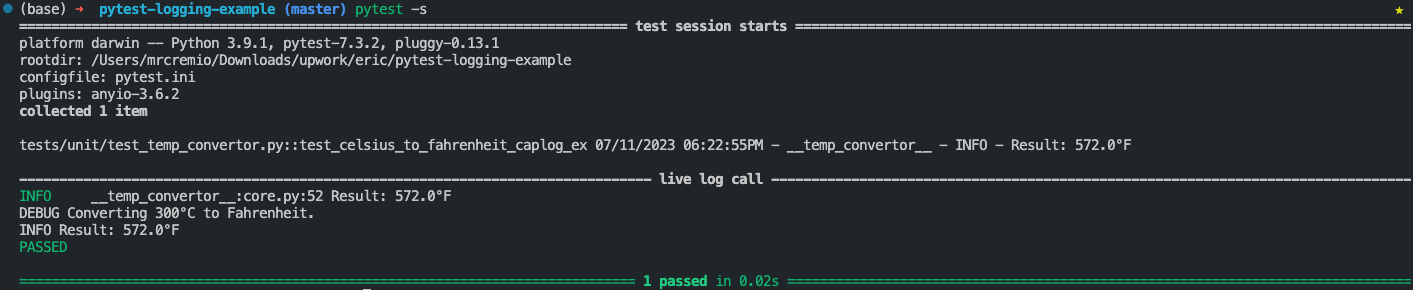 (base) ➜ pytest-logging-example (master) pytest -s
test session starts
platform darwin -- Python 3.9.1, pytest-7.3.2, pluggy-0.13.1
rootdir: /Users/mrcremio/Downloads/upwork/eric/pytest-logging-example
configfile: pytest.ini
plugins: anyio-3.6.2
collected 1 item
tests/unit/test_temp_convertor.py::test_celsius_to_fahrenheit_caplog_ex 07/11/2023 06:22:55PM - __temp_convertor__ - INFO - Result: 572.0°F
live log call
INFO __temp_convertor__:core.py:52 Result: 572.0°F
DEBUG Converting 300°C to Fahrenheit.
INFO Result: 572.0°F
PASSED
1 passed in 0.02s